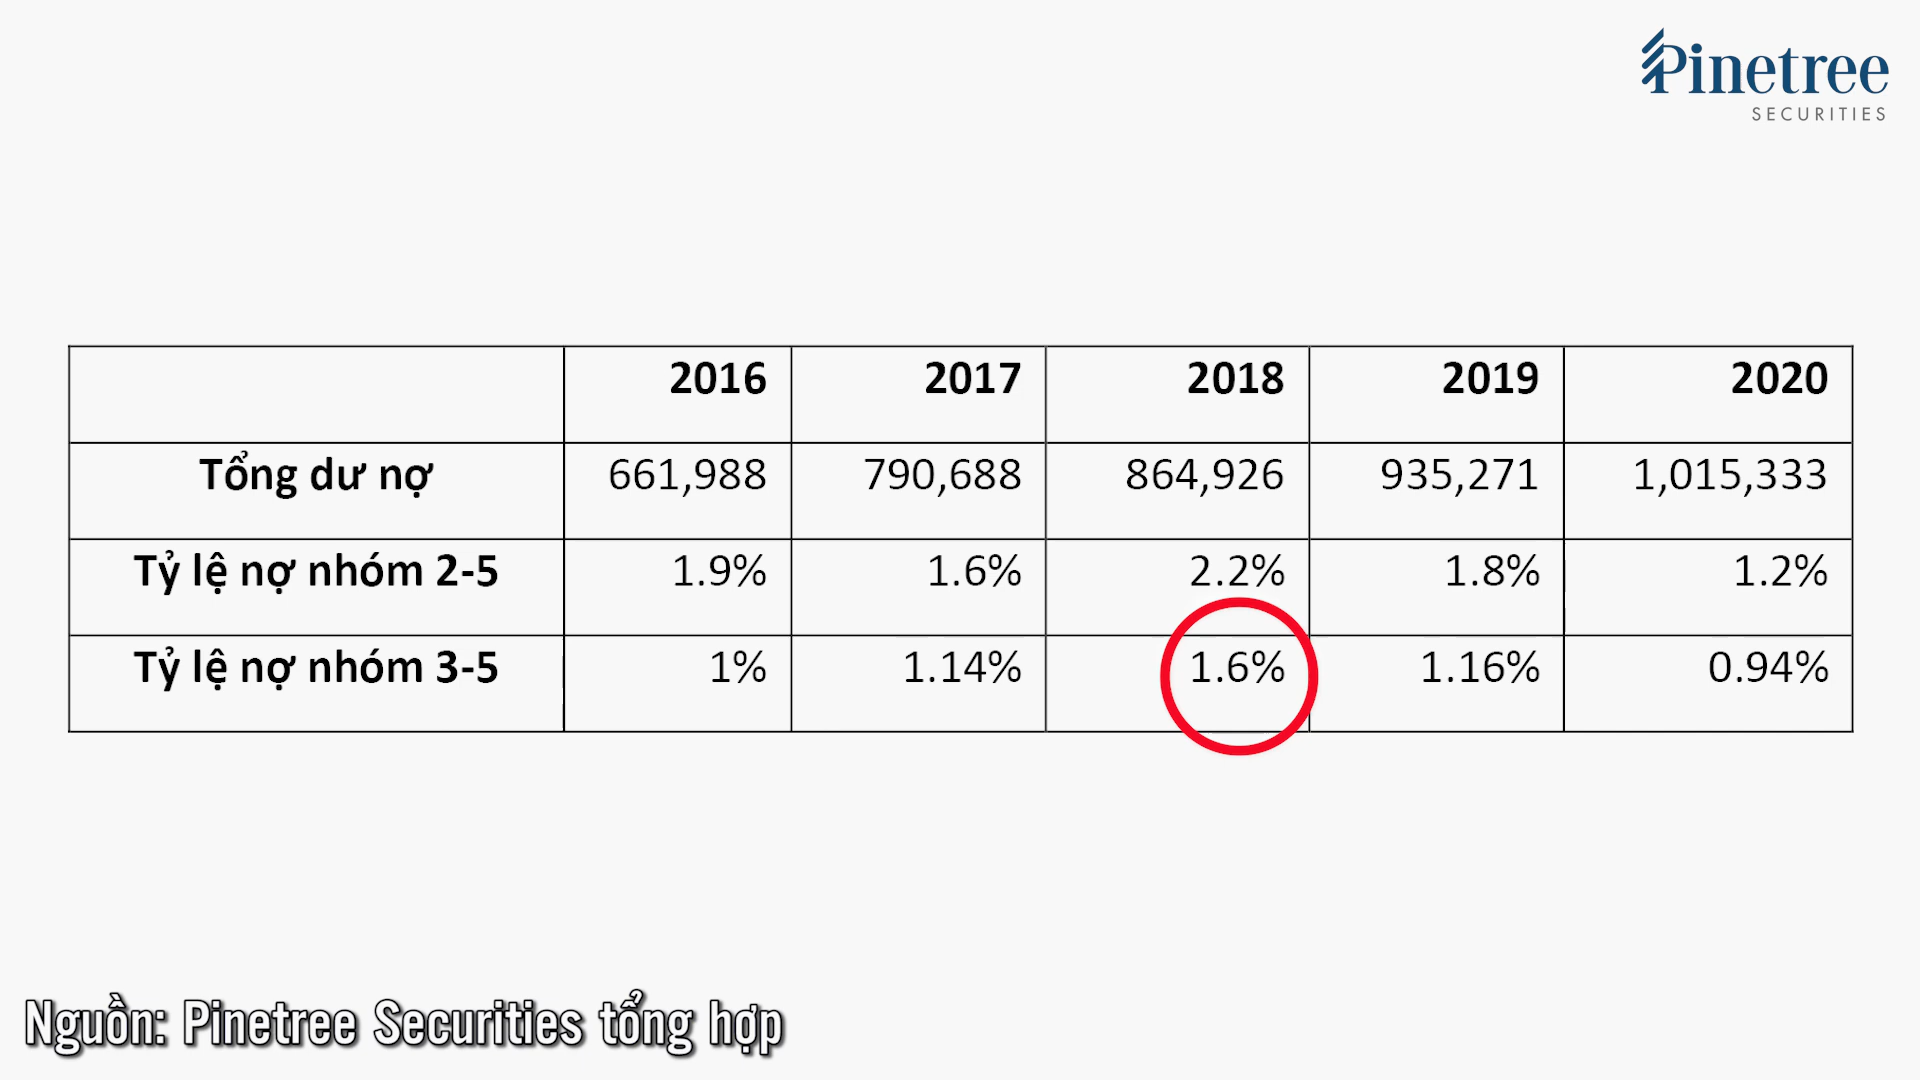 Pinetree
SECURITIES
2016 2017 2018 2019 2020
Tổng dư nợ 661,988 790,688 864,926 935,271 1,015,333
Tỷ lệ nợ nhóm 2-5 1.9% 1.6% 2.2% 1.8% 1.2%
Tỷ lệ nợ nhóm 3-5 1% 1.14% 1.6% 1.16% 0.94%
Nguồn: Pinetree Securities tổng hợp